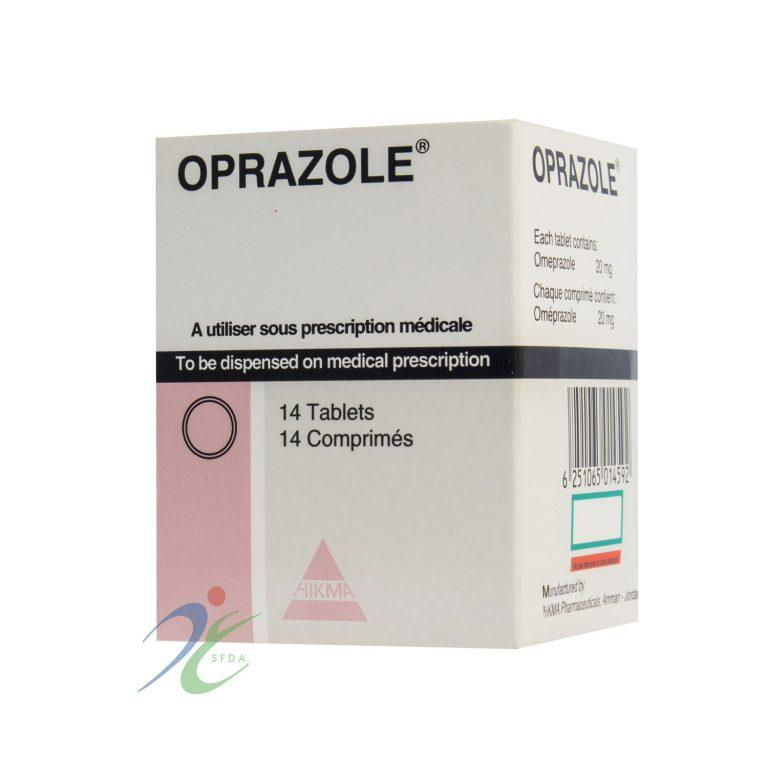 OPRAZOLE®
A utiliser sous prescription médicale
To be dispensed on medical prescription
14 Tablets
14 Comprimés
HIKMA
SFDA
OPRAZOLE®
Each tablet contains:
Omeprazole 20 mg
Chaque comprimé contient:
Oméprazole 20 mg
6 251065 014592
Manufactured by
HIKMA Pharmaceuticals, Amman - Jordan